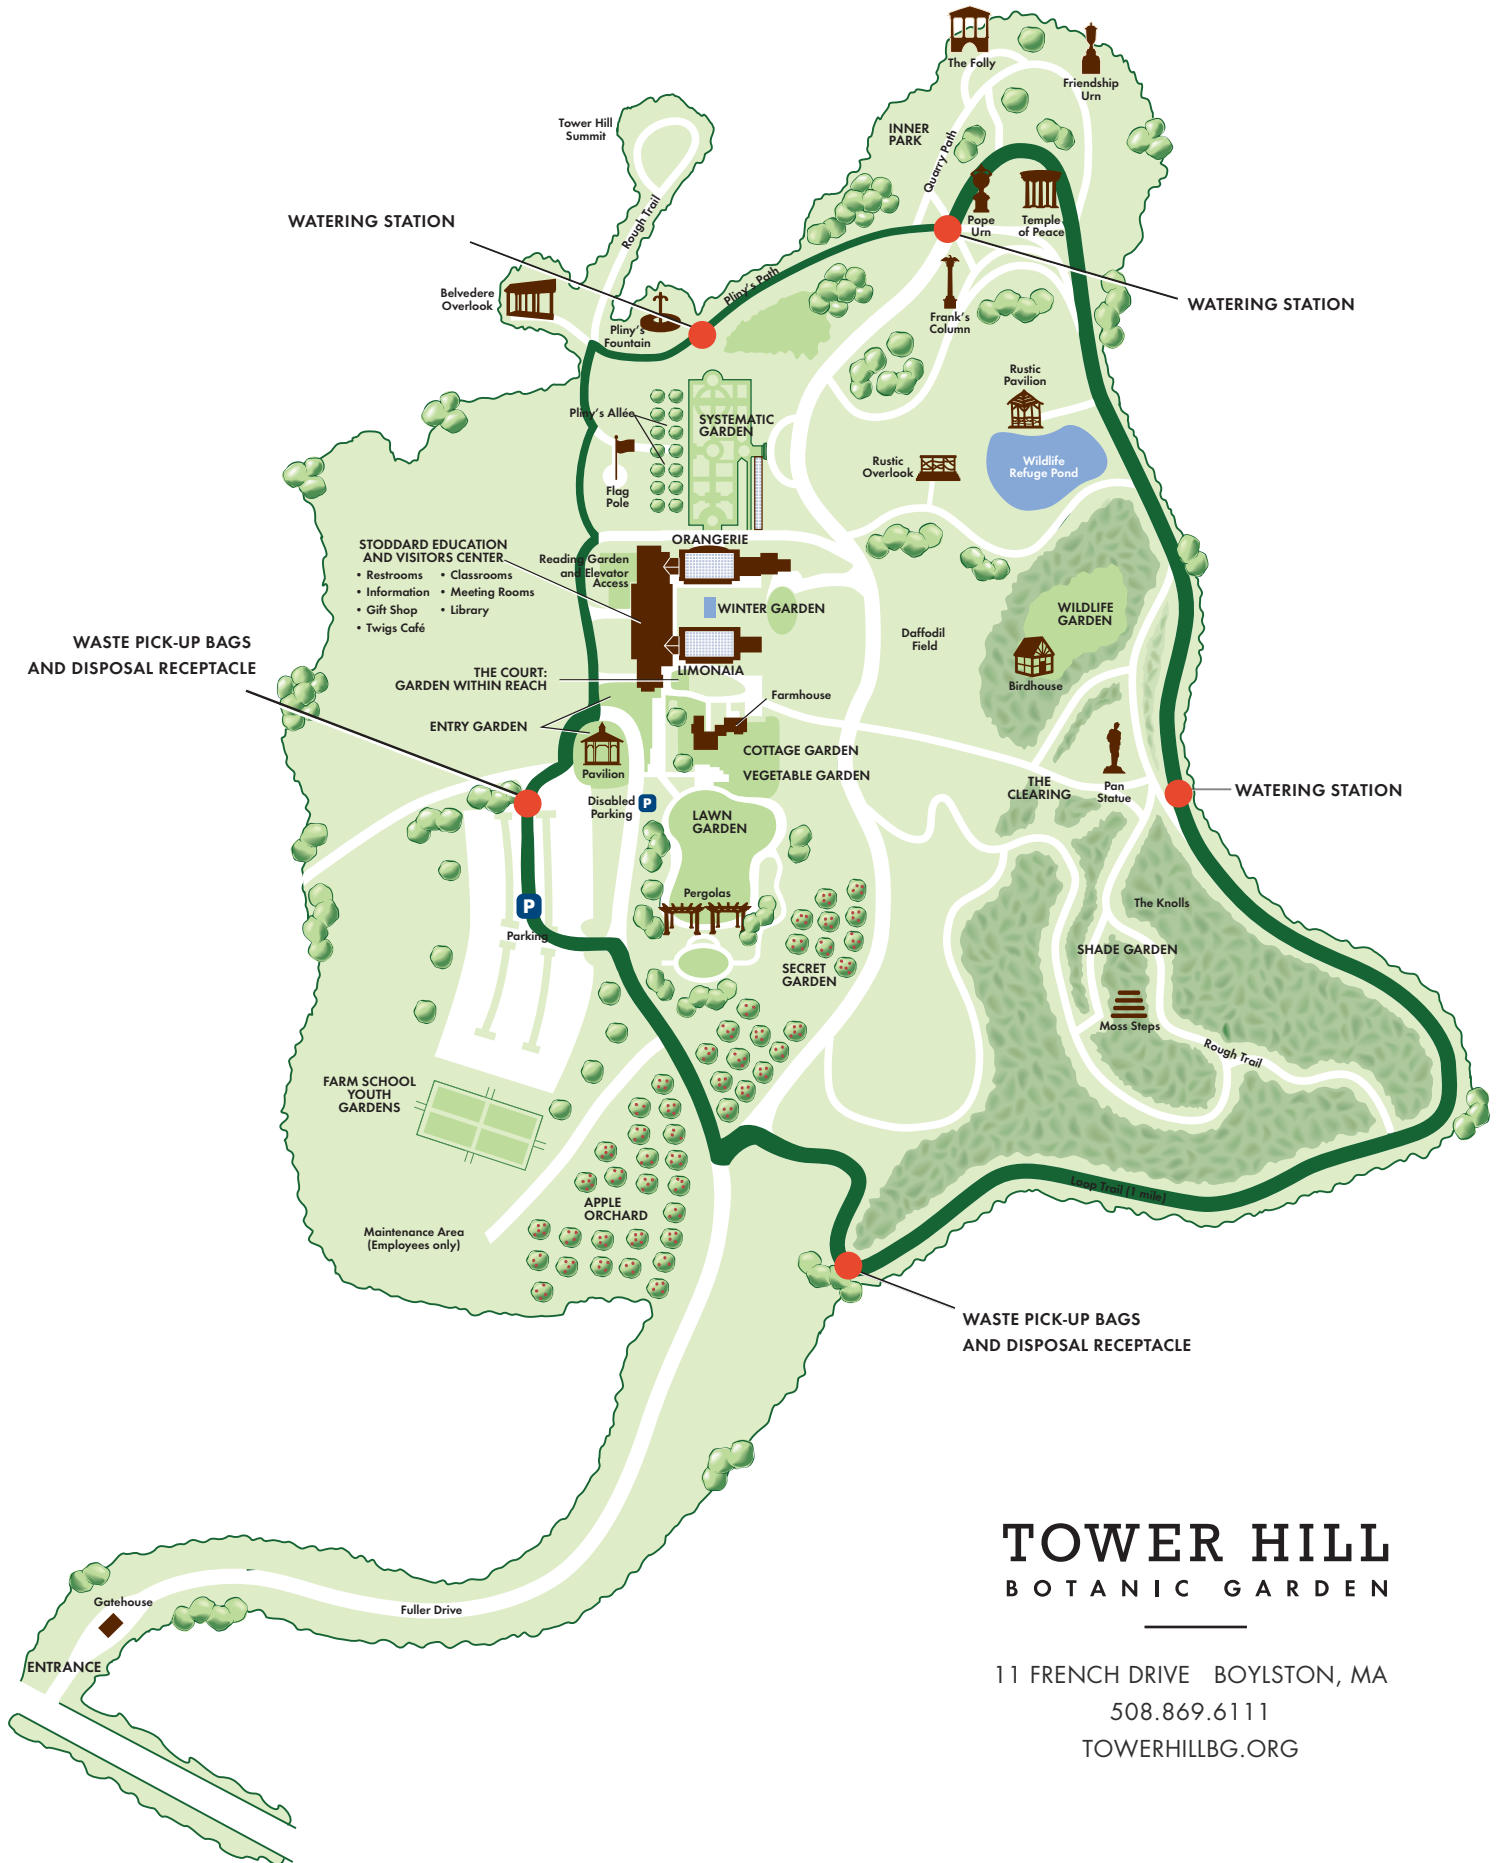 The Folly
Friendship
Urn
Tower Hill
Summit
INNER
PARK
Quarry Path
Rough Trail
WATERING STATION
Pope
Urn
Temple
of Peace
Belvedere
Overlook
Pliny's Path
WATERING STATION
Pliny's
Fountain
Frank's
Column
Rustic
Pavilion
Pliny's Allée
SYSTEMATIC
GARDEN
Rustic
Overlook
Wildlife
Refuge Pond
Flag
Pole
STODDARD EDUCATION
AND VISITORS CENTER
• Restrooms
• Information
• Gift Shop
• Twigs Café
• Classrooms
• Meeting Rooms
• Library
ORANGERIE
Reading Garden
and Elevator
Access
WINTER GARDEN
WILDLIFE
GARDEN
Daffodil
Field
WASTE PICK-UP BAGS
AND DISPOSAL RECEPTACLE
LIMONAIA
THE COURT:
GARDEN WITHIN REACH
Birdhouse
Farmhouse
ENTRY GARDEN
COTTAGE GARDEN
Pavilion
VEGETABLE GARDEN
THE
CLEARING
Pan
Statue
WATERING STATION
Disabled
Parking
P
LAWN
GARDEN
Pergolas
The Knolls
P
Parking
SHADE GARDEN
SECRET
GARDEN
Moss Steps
Rough Trail
FARM SCHOOL
YOUTH
GARDENS
Loop Trail (1 mile)
APPLE
ORCHARD
Maintenance Area
(Employees only)
WASTE PICK-UP BAGS
AND DISPOSAL RECEPTACLE
TOWER HILL
BOTANIC GARDEN
Gatehouse
Fuller Drive
ENTRANCE
11 FRENCH DRIVE BOYLSTON, MA
508.869.6111
TOWERHILLBG.ORG